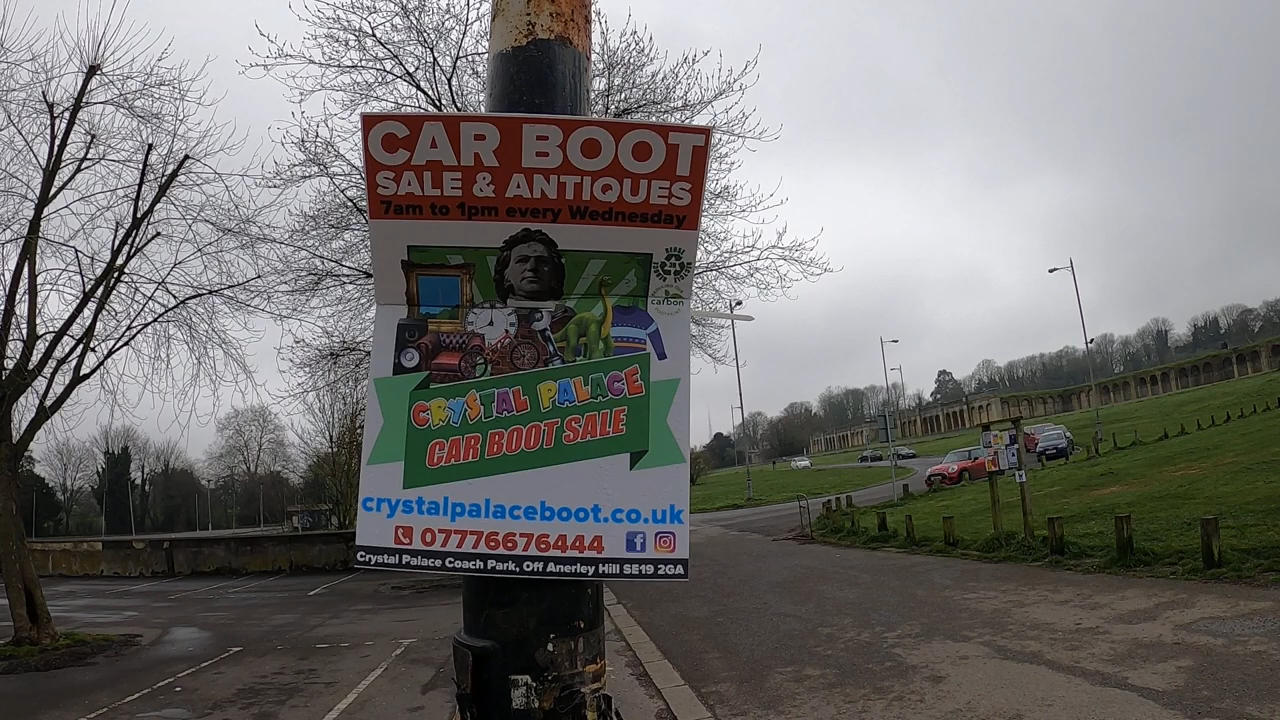 CAR BOOT
SALE & ANTIQUES
7am to 1pm every Wednesday
carbon
CRYSTAL PALACE
CAR BOOT SALE
crystalpalaceboot.co.uk
07776676444
Crystal Palace Coach Park, Off Anerley Hill SE19 2GA